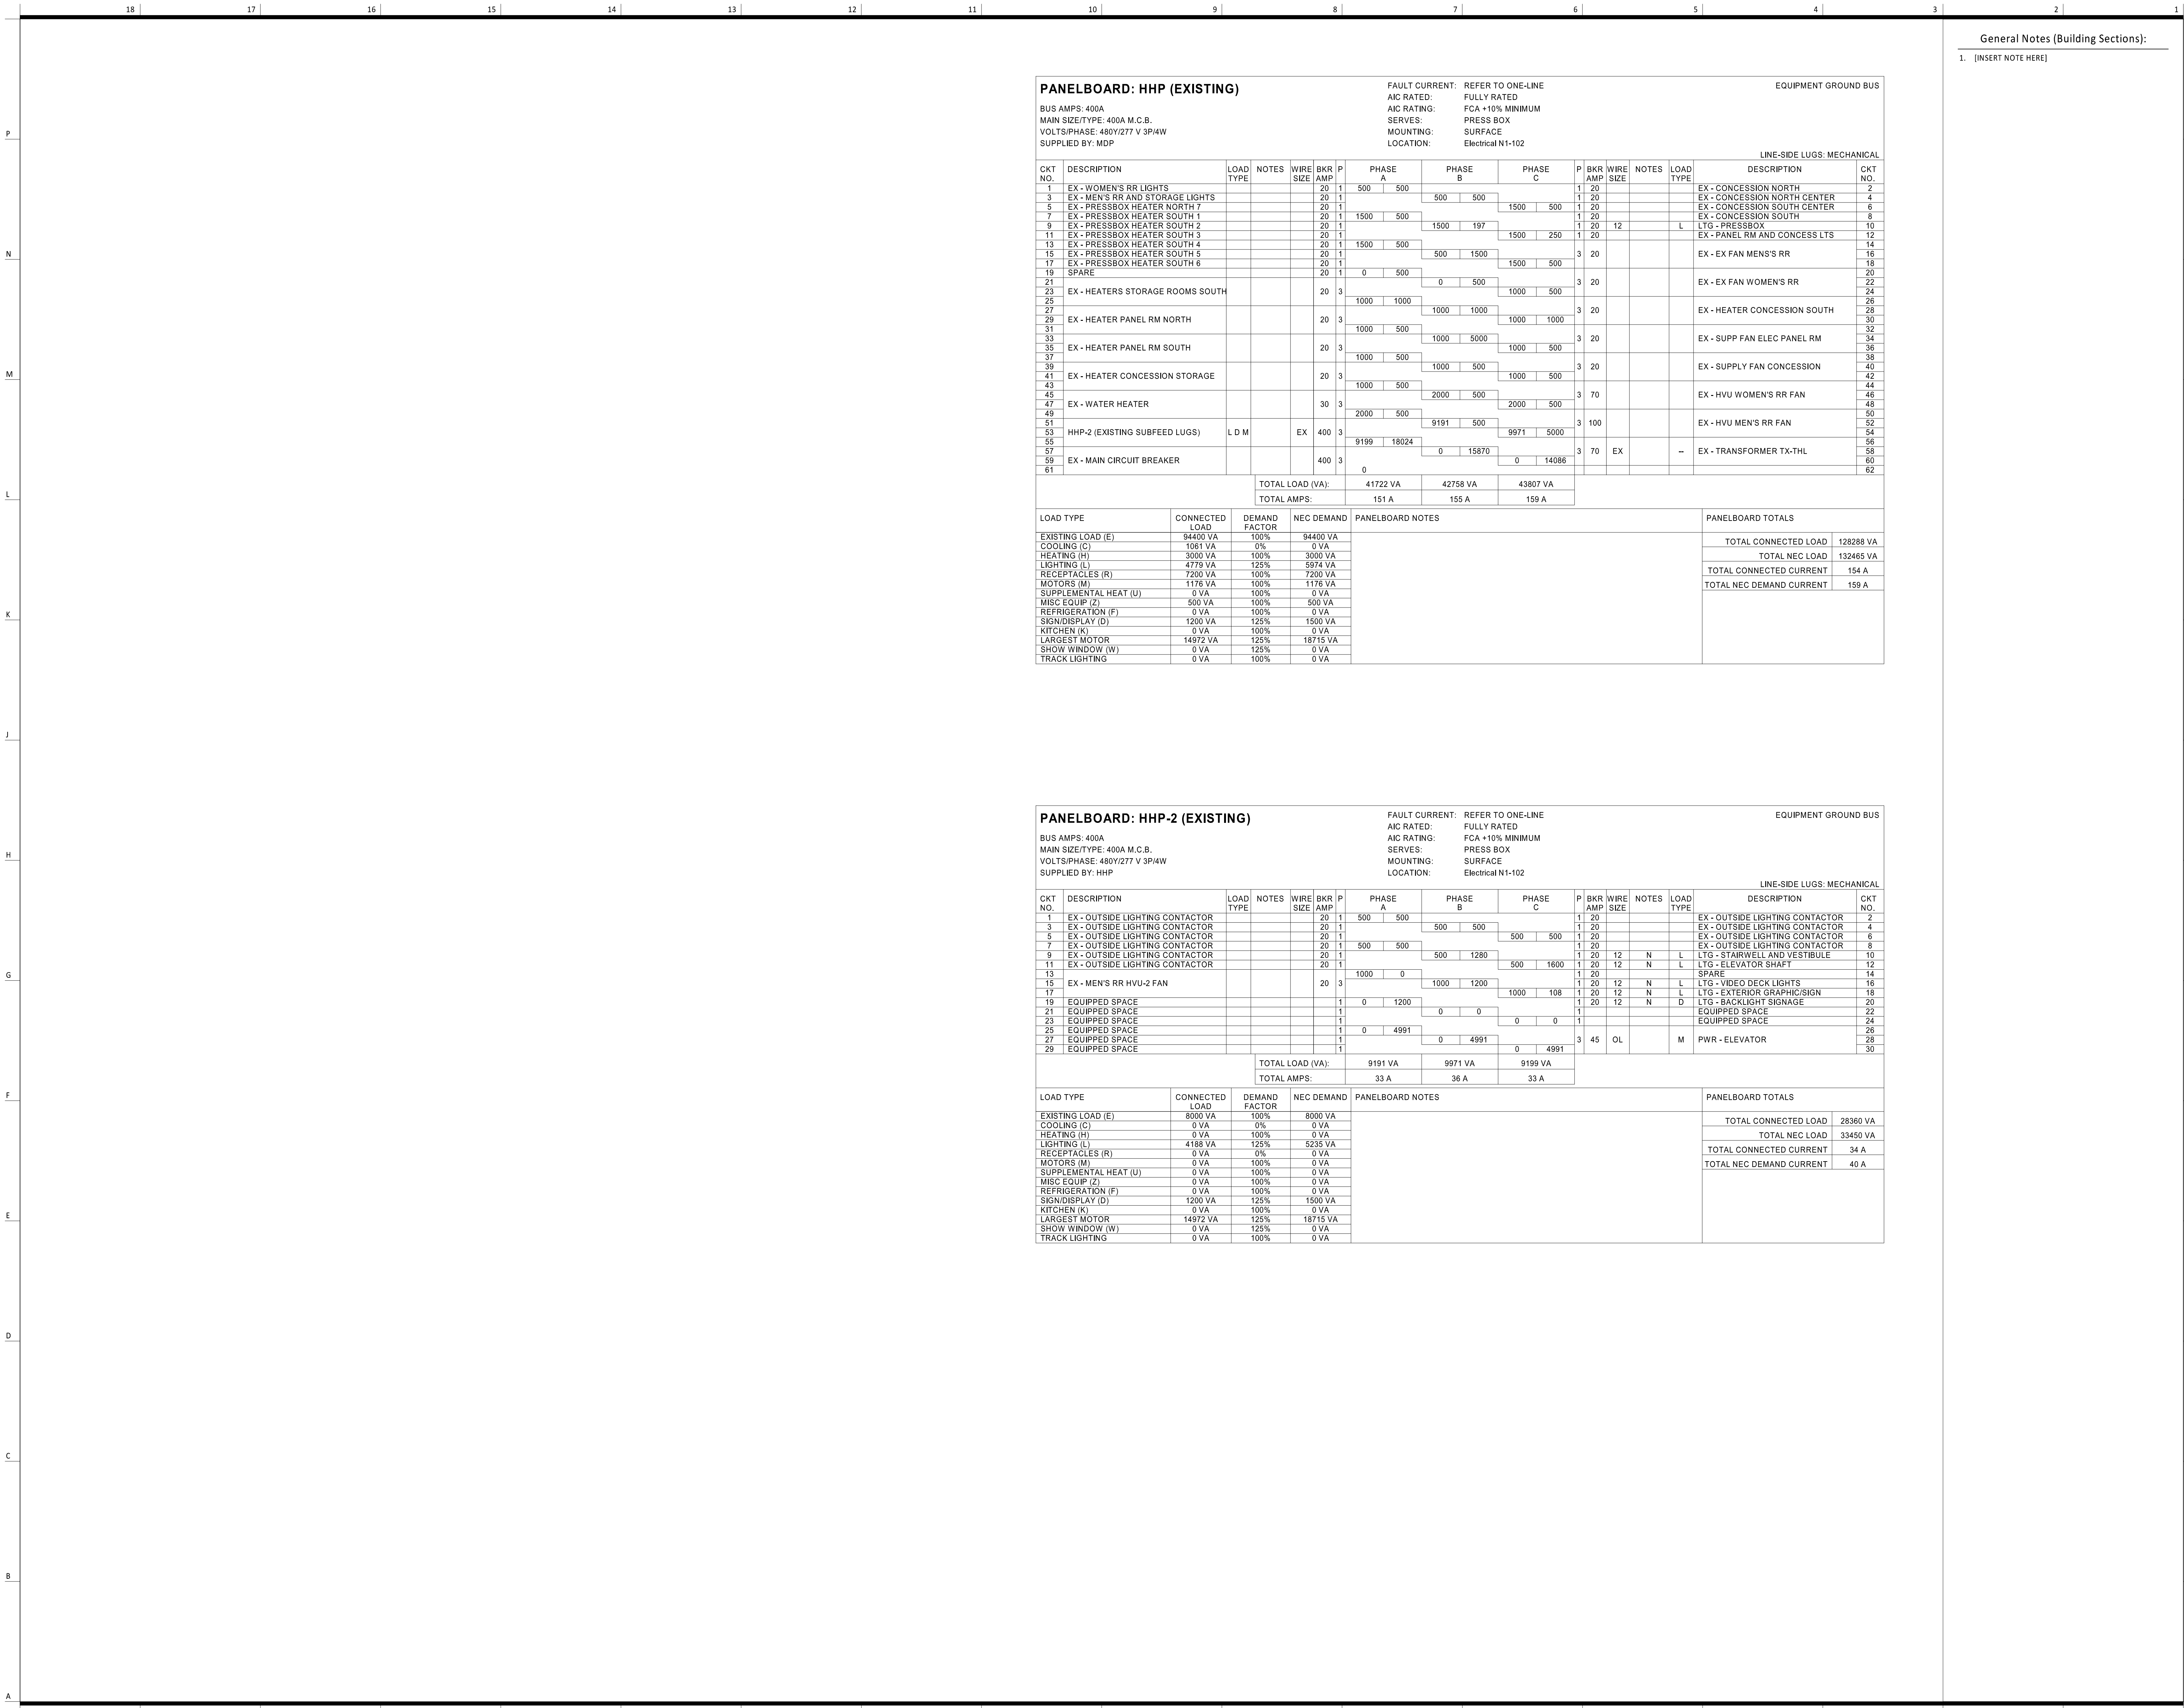 18 17 16 15 14 13 12 11 10 9 8 7 6 5 4 3 2 1
General Notes (Building Sections):
1. [INSERT NOTE HERE]
P
N
M
L
K
J
H
G
F
E
D
C
B
A
PANELBOARD: HHP (EXISTING)
BUS AMPS: 400A
MAIN SIZE/TYPE: 400A M.C.B.
VOLTS/PHASE: 480Y/277 V 3P/4W
SUPPLIED BY: MDP
FAULT CURRENT: REFER TO ONE-LINE
AIC RATED: FULLY RATED
AIC RATING: FCA +10% MINIMUM
SERVES: PRESS BOX
MOUNTING: SURFACE
LOCATION: Electrical N1-102
EQUIPMENT GROUND BUS
LINE-SIDE LUGS: MECHANICAL
CKT DESCRIPTION LOAD NOTES WIRE BKR P PHASE PHASE PHASE P BKR WIRE NOTES LOAD DESCRIPTION CKT
NO. TYPE SIZE AMP A B C AMP SIZE TYPE NO.
1 EX - WOMEN'S RR LIGHTS 20 1 500 500 1 20 EX - CONCESSION NORTH 2
3 EX - MEN'S RR AND STORAGE LIGHTS 20 1 500 500 1 20 EX - CONCESSION NORTH CENTER 4
5 EX - PRESSBOX HEATER NORTH 7 20 1 1500 500 1 20 EX - CONCESSION SOUTH CENTER 6
7 EX - PRESSBOX HEATER SOUTH 1 20 1 1500 500 1 20 EX - CONCESSION SOUTH 8
9 EX - PRESSBOX HEATER SOUTH 2 20 1 1500 197 1 20 12 L LTG - PRESSBOX 10
11 EX - PRESSBOX HEATER SOUTH 3 20 1 1500 250 1 20 EX - PANEL RM AND CONCESS LTS 12
13 EX - PRESSBOX HEATER SOUTH 4 20 1 1500 500 14
15 EX - PRESSBOX HEATER SOUTH 5 20 1 500 1500 3 20 EX - EX FAN MENS'S RR 16
17 EX - PRESSBOX HEATER SOUTH 6 20 1 1500 500 18
19 SPARE 20 1 0 500 20
21 0 500 3 20 EX - EX FAN WOMEN'S RR 22
23 EX - HEATERS STORAGE ROOMS SOUTH 20 3 1000 500 24
25 1000 1000 26
27 1000 1000 3 20 EX - HEATER CONCESSION SOUTH 28
29 EX - HEATER PANEL RM NORTH 20 3 1000 1000 30
31 1000 500 32
33 1000 5000 3 20 EX - SUPP FAN ELEC PANEL RM 34
35 EX - HEATER PANEL RM SOUTH 20 3 1000 500 36
37 1000 500 38
39 1000 500 3 20 EX - SUPPLY FAN CONCESSION 40
41 EX - HEATER CONCESSION STORAGE 20 3 1000 500 42
43 1000 500 44
45 2000 500 3 70 EX - HVU WOMEN'S RR FAN 46
47 EX - WATER HEATER 30 3 2000 500 48
49 2000 500 50
51 9191 500 3 100 EX - HVU MEN'S RR FAN 52
53 HHP-2 (EXISTING SUBFEED LUGS) L D M EX 400 3 9971 5000 54
55 9199 18024 56
57 0 15870 3 70 EX -- EX - TRANSFORMER TX-THL 58
59 EX - MAIN CIRCUIT BREAKER 400 3 0 14086 60
61 0 62
TOTAL LOAD (VA): 41722 VA 42758 VA 43807 VA
TOTAL AMPS: 151 A 155 A 159 A
LOAD TYPE CONNECTED DEMAND NEC DEMAND PANELBOARD NOTES PANELBOARD TOTALS
LOAD FACTOR
EXISTING LOAD (E) 94400 VA 100% 94400 VA
COOLING (C) 1061 VA 0% 0 VA
HEATING (H) 3000 VA 100% 3000 VA
LIGHTING (L) 4779 VA 125% 5974 VA
RECEPTACLES (R) 7200 VA 100% 7200 VA
MOTORS (M) 1176 VA 100% 1176 VA
SUPPLEMENTAL HEAT (U) 0 VA 100% 0 VA
MISC EQUIP (Z) 500 VA 100% 500 VA
REFRIGERATION (F) 0 VA 100% 0 VA
SIGN/DISPLAY (D) 1200 VA 125% 1500 VA
KITCHEN (K) 0 VA 100% 0 VA
LARGEST MOTOR 14972 VA 125% 18715 VA
SHOW WINDOW (W) 0 VA 125% 0 VA
TRACK LIGHTING 0 VA 100% 0 VA
TOTAL CONNECTED LOAD 128288 VA
TOTAL NEC LOAD 132465 VA
TOTAL CONNECTED CURRENT 154 A
TOTAL NEC DEMAND CURRENT 159 A
PANELBOARD: HHP-2 (EXISTING)
BUS AMPS: 400A
MAIN SIZE/TYPE: 400A M.C.B.
VOLTS/PHASE: 480Y/277 V 3P/4W
SUPPLIED BY: HHP
FAULT CURRENT: REFER TO ONE-LINE
AIC RATED: FULLY RATED
AIC RATING: FCA +10% MINIMUM
SERVES: PRESS BOX
MOUNTING: SURFACE
LOCATION: Electrical N1-102
EQUIPMENT GROUND BUS
LINE-SIDE LUGS: MECHANICAL
CKT DESCRIPTION LOAD NOTES WIRE BKR P PHASE PHASE PHASE P BKR WIRE NOTES LOAD DESCRIPTION CKT
NO. TYPE SIZE AMP A B C AMP SIZE TYPE NO.
1 EX - OUTSIDE LIGHTING CONTACTOR 20 1 500 500 1 20 EX - OUTSIDE LIGHTING CONTACTOR 2
3 EX - OUTSIDE LIGHTING CONTACTOR 20 1 500 500 1 20 EX - OUTSIDE LIGHTING CONTACTOR 4
5 EX - OUTSIDE LIGHTING CONTACTOR 20 1 500 500 1 20 EX - OUTSIDE LIGHTING CONTACTOR 6
7 EX - OUTSIDE LIGHTING CONTACTOR 20 1 500 500 1 20 EX - OUTSIDE LIGHTING CONTACTOR 8
9 EX - OUTSIDE LIGHTING CONTACTOR 20 1 500 1280 1 20 12 N L LTG - STAIRWELL AND VESTIBULE 10
11 EX - OUTSIDE LIGHTING CONTACTOR 20 1 500 1600 1 20 12 N L LTG - ELEVATOR SHAFT 12
13 1000 0 1 20 SPARE 14
15 EX - MEN'S RR HVU-2 FAN 20 3 1000 1200 1 20 12 N L LTG - VIDEO DECK LIGHTS 16
17 1000 108 1 20 12 N L LTG - EXTERIOR GRAPHIC/SIGN 18
19 EQUIPPED SPACE 1 0 1200 1 20 12 N D LTG - BACKLIGHT SIGNAGE 20
21 EQUIPPED SPACE 1 0 0 1 EQUIPPED SPACE 22
23 EQUIPPED SPACE 1 0 0 1 EQUIPPED SPACE 24
25 EQUIPPED SPACE 1 0 4991 26
27 EQUIPPED SPACE 1 0 4991 3 45 OL M PWR - ELEVATOR 28
29 EQUIPPED SPACE 1 0 4991 30
TOTAL LOAD (VA): 9191 VA 9971 VA 9199 VA
TOTAL AMPS: 33 A 36 A 33 A
LOAD TYPE CONNECTED DEMAND NEC DEMAND PANELBOARD NOTES PANELBOARD TOTALS
LOAD FACTOR
EXISTING LOAD (E) 8000 VA 100% 8000 VA
COOLING (C) 0 VA 0% 0 VA
HEATING (H) 0 VA 100% 0 VA
LIGHTING (L) 4188 VA 125% 5235 VA
RECEPTACLES (R) 0 VA 0% 0 VA
MOTORS (M) 0 VA 100% 0 VA
SUPPLEMENTAL HEAT (U) 0 VA 100% 0 VA
MISC EQUIP (Z) 0 VA 100% 0 VA
REFRIGERATION (F) 0 VA 100% 0 VA
SIGN/DISPLAY (D) 1200 VA 125% 1500 VA
KITCHEN (K) 0 VA 100% 0 VA
LARGEST MOTOR 14972 VA 125% 18715 VA
SHOW WINDOW (W) 0 VA 125% 0 VA
TRACK LIGHTING 0 VA 100% 0 VA
TOTAL CONNECTED LOAD 28360 VA
TOTAL NEC LOAD 33450 VA
TOTAL CONNECTED CURRENT 34 A
TOTAL NEC DEMAND CURRENT 40 A